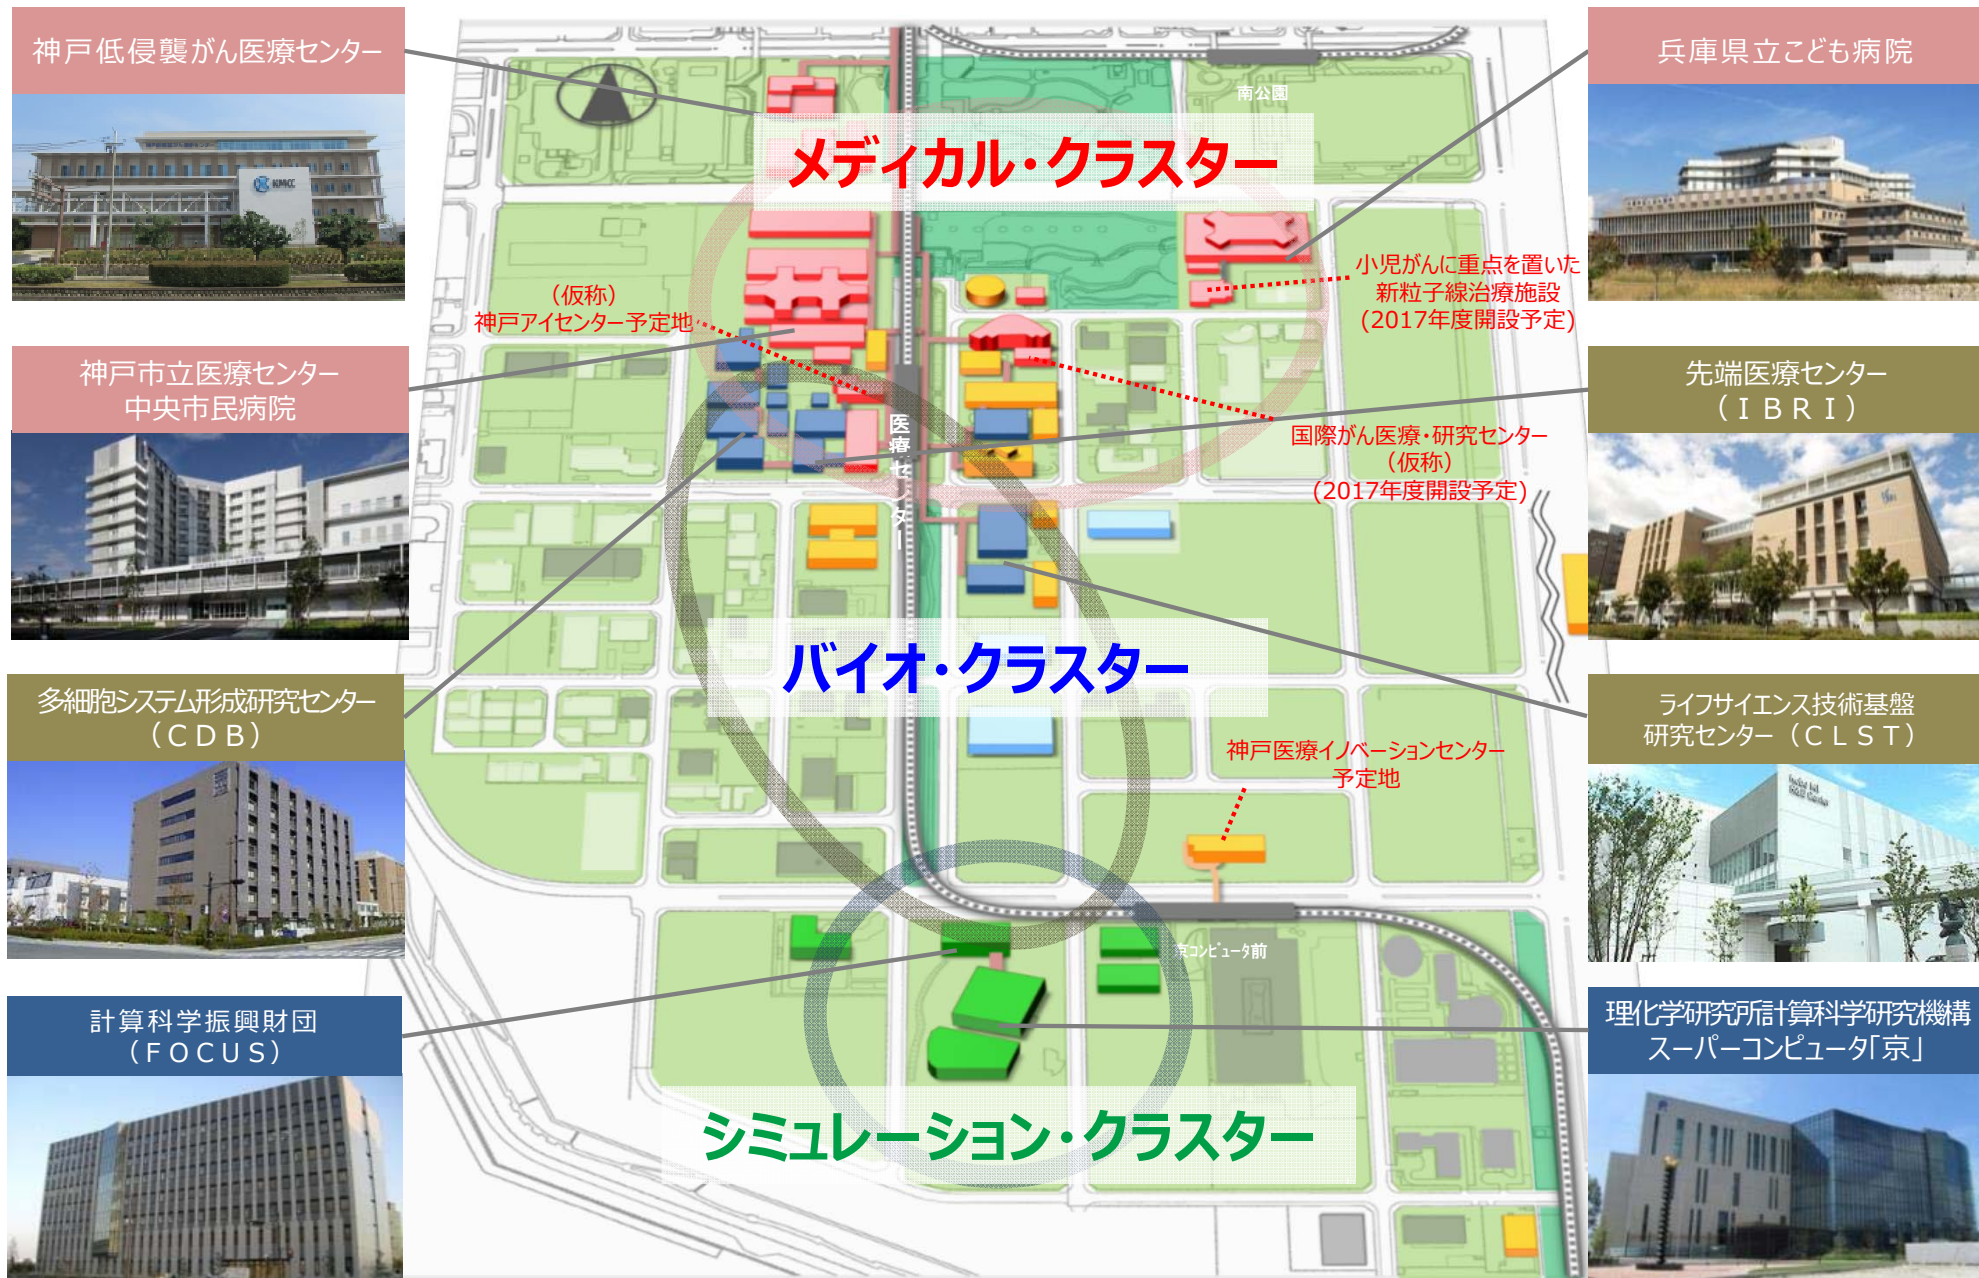 神戸低侵襲がん医療センター
KMCC
神戸市立医療センター
中央市民病院
多細胞システム形成研究センター
（ＣＤＢ）
計算科学振興財団
（ＦＯＣＵＳ）
南公園
メディカル・クラスター
（仮称）
神戸アイセンター予定地
小児がんに重点を置いた
新粒子線治療施設
(2017年度開設予定)
医療センター
国際がん医療・研究センター
（仮称）
(2017年度開設予定)
バイオ・クラスター
神戸医療イノベーションセンター
予定地
京コンピュータ前
シミュレーション・クラスター
兵庫県立こども病院
先端医療センター
（ＩＢＲＩ）
ライフサイエンス技術基盤
研究センター（ＣＬＳＴ）
理化学研究所計算科学研究機構
スーパーコンピュータ「京」